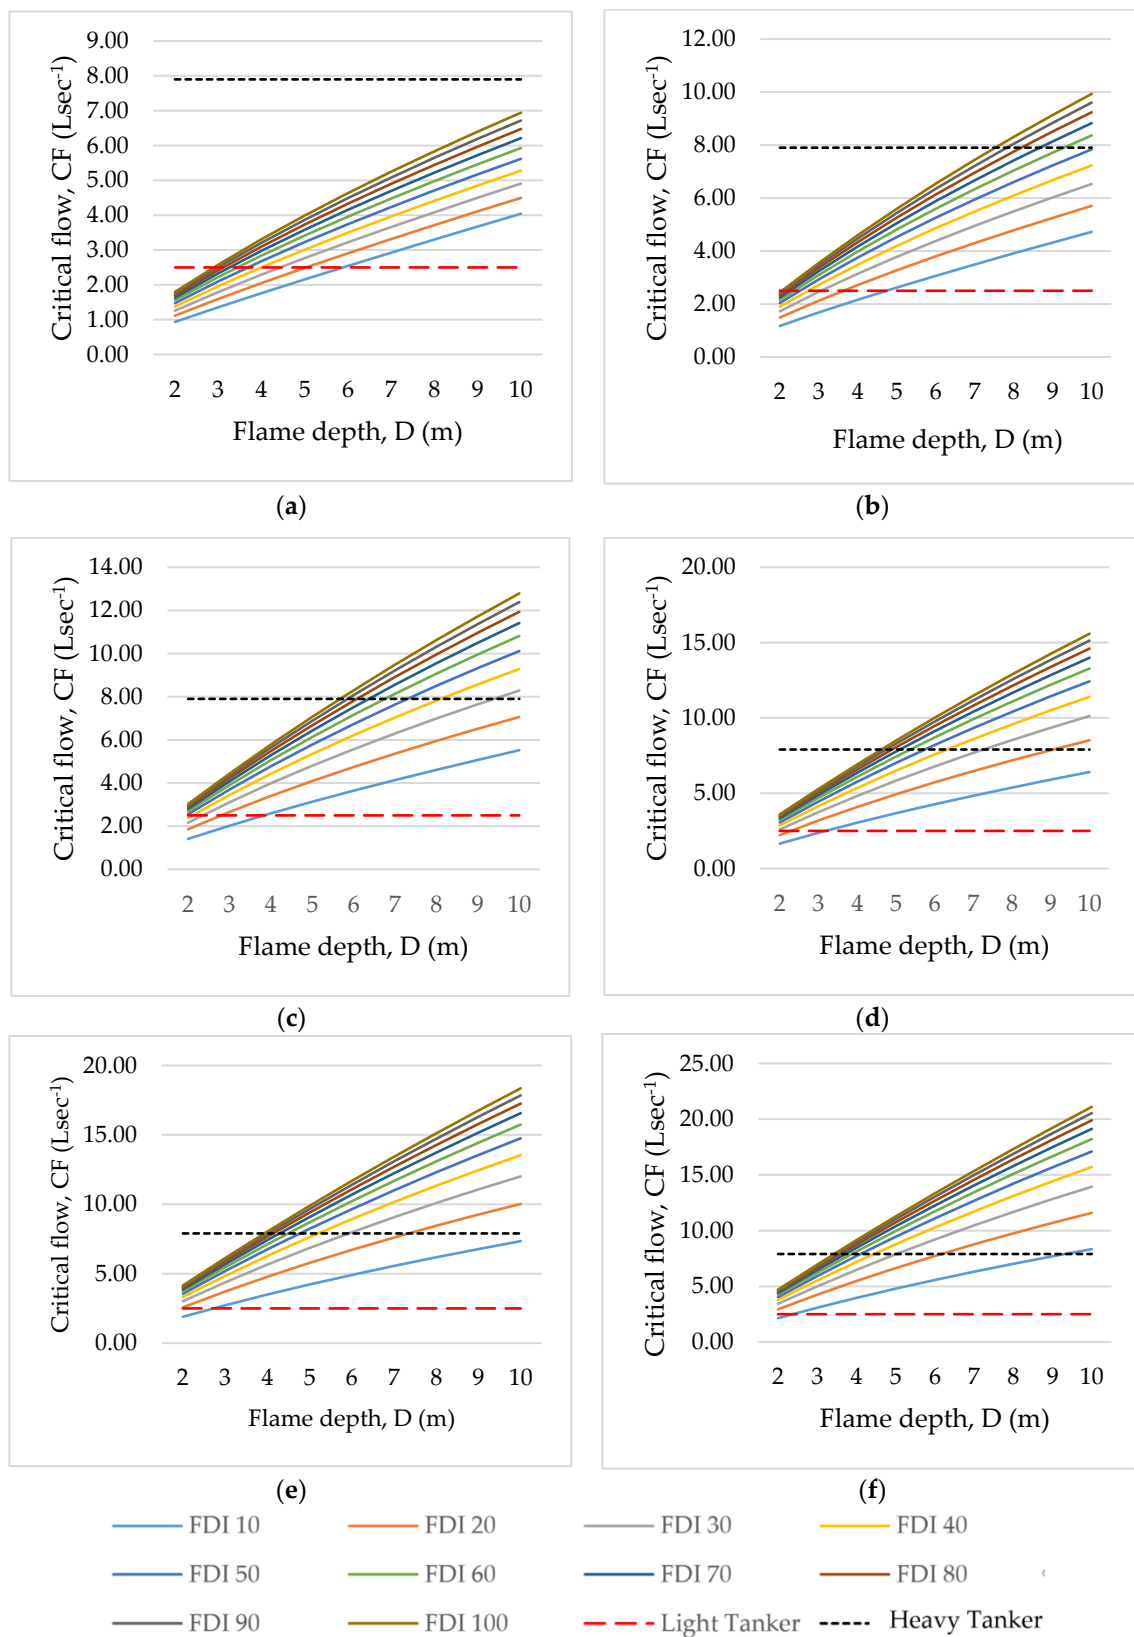 9.00
8.00
7.00
6.00
5.00
4.00
3.00
2.00
1.00
0.00
Critical flow, CF (Lsec-1)
2 3 4 5 6 7 8 9 10
Flame depth, D (m)
(a)
12.00
10.00
8.00
6.00
4.00
2.00
0.00
Critical flow, CF (Lsec-1)
2 3 4 5 6 7 8 9 10
Flame depth, D (m)
(b)
14.00
12.00
10.00
8.00
6.00
4.00
2.00
0.00
Critical flow, CF (Lsec-1)
2 3 4 5 6 7 8 9 10
Flame depth, D (m)
(c)
20.00
15.00
10.00
5.00
0.00
Critical flow, CF (Lsec-1)
2 3 4 5 6 7 8 9 10
Flame depth, D (m)
(d)
20.00
15.00
10.00
5.00
0.00
Critical flow, CF (Lsec-1)
2 3 4 5 6 7 8 9 10
Flame depth, D (m)
(e)
25.00
20.00
15.00
10.00
5.00
0.00
Critical flow, CF (Lsec-1)
2 3 4 5 6 7 8 9 10
Flame depth, D (m)
(f)
FDI 10 FDI 20 FDI 30 FDI 40
FDI 50 FDI 60 FDI 70 FDI 80
FDI 90 FDI 100 Light Tanker Heavy Tanker